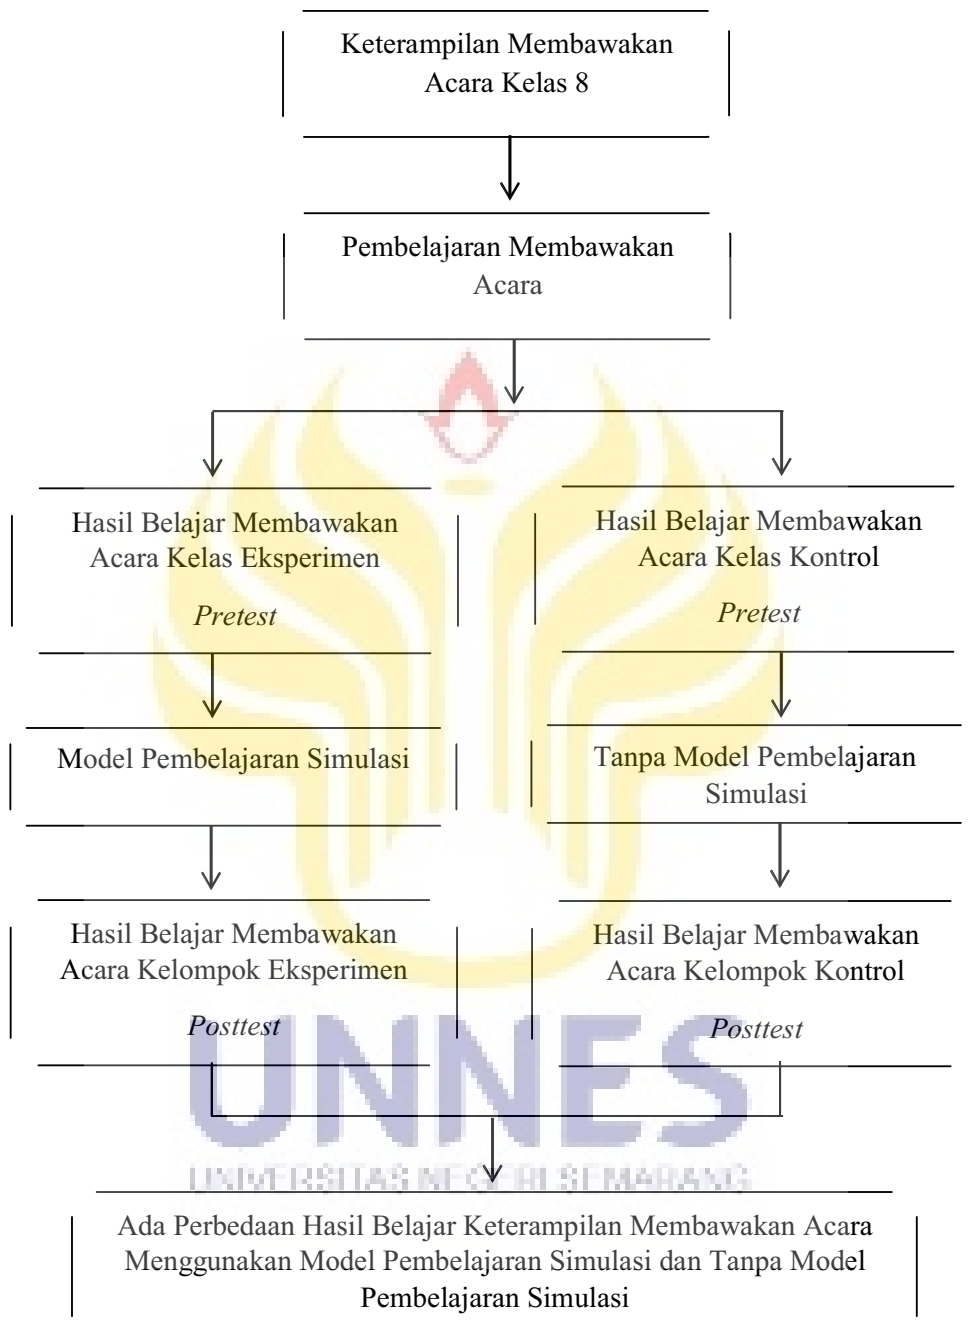 Keterampilan Membawakan
Acara Kelas 8
Pembelajaran Membawakan
Acara
Hasil Belajar Membawakan
Acara Kelas Eksperimen
Pretest
Hasil Belajar Membawakan
Acara Kelas Kontrol
Pretest
Model Pembelajaran Simulasi
Tanpa Model Pembelajaran
Simulasi
Hasil Belajar Membawakan
Acara Kelompok Eksperimen
Posttest
Hasil Belajar Membawakan
Acara Kelompok Kontrol
Posttest
UNNES
UNIVERSITAS NEGERI SEMARANG
Ada Perbedaan Hasil Belajar Keterampilan Membawakan Acara
Menggunakan Model Pembelajaran Simulasi dan Tanpa Model
Pembelajaran Simulasi